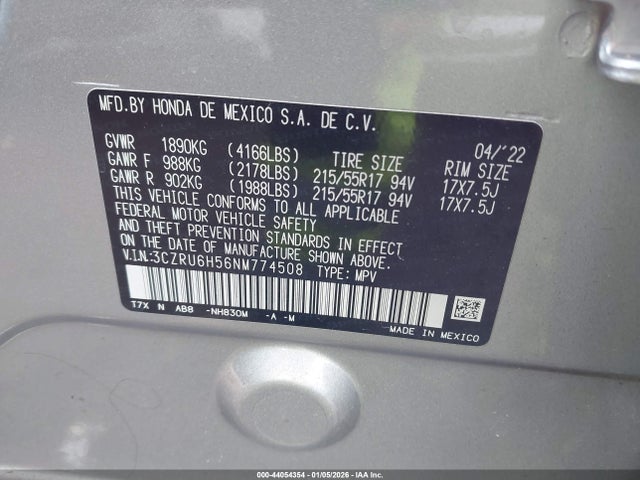 MFD.BY HONDA DE MEXICO S.A. DE C.V.
04/'22
GVWR 1890KG (4166LBS) TIRE SIZE RIM SIZE
GAWR F 988KG (2178LBS) 215/55R17 94V 17X7.5J
GAWR R 902KG (1988LBS) 215/55R17 94V 17X7.5J
THIS VEHICLE CONFORMS TO ALL APPLICABLE
FEDERAL MOTOR VEHICLE SAFETY
AND THEFT PREVENTION STANDARDS IN EFFECT
ON THE DATE OF MANUFACTURE SHOWN ABOVE.
V.I.N:3CZRU6H56NM774508 TYPE: MPV
T7X N AB8 -NH830M -A -M
MADE IN MEXICO
000-44054354 | 01/05/2026 - IAA Inc.